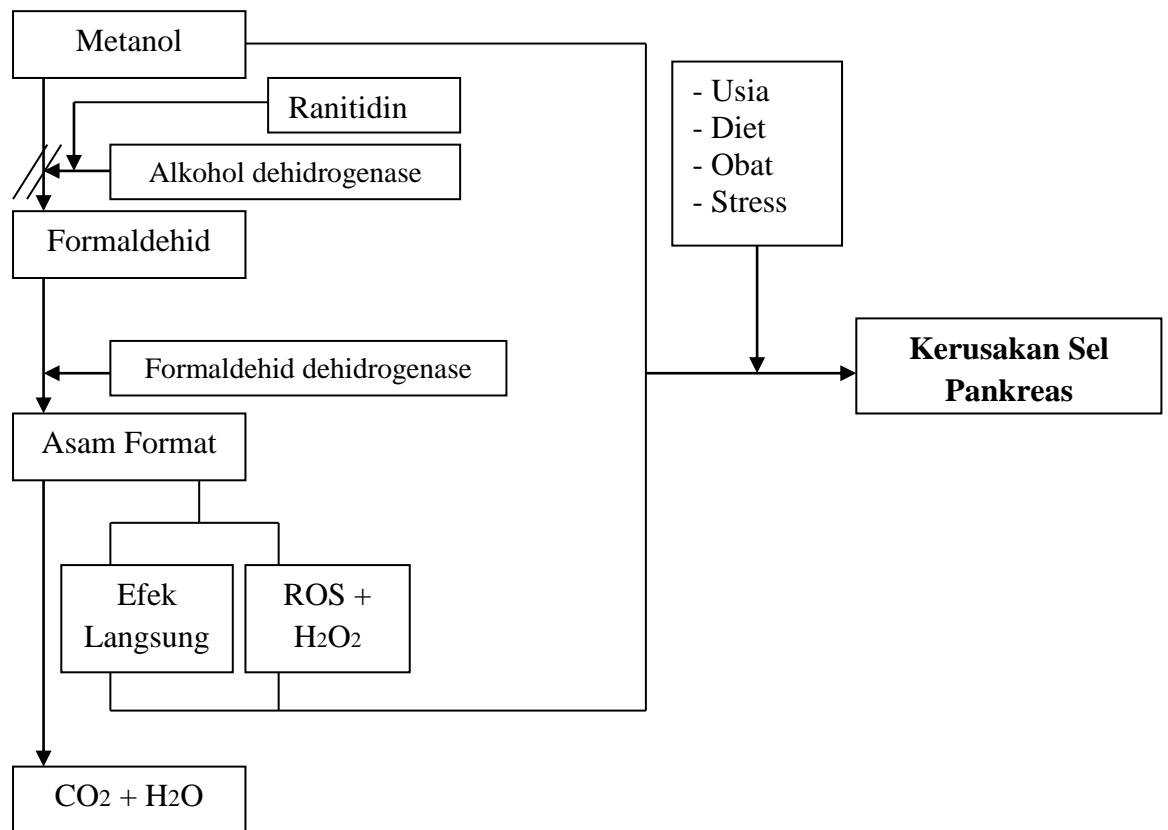 Metanol
Ranitidin
Alkohol dehidrogenase
Formaldehid
Formaldehid dehidrogenase
Asam Format
Efek
Langsung
ROS +
H2O2
CO2 + H2O
- Usia
- Diet
- Obat
- Stress
Kerusakan Sel
Pankreas